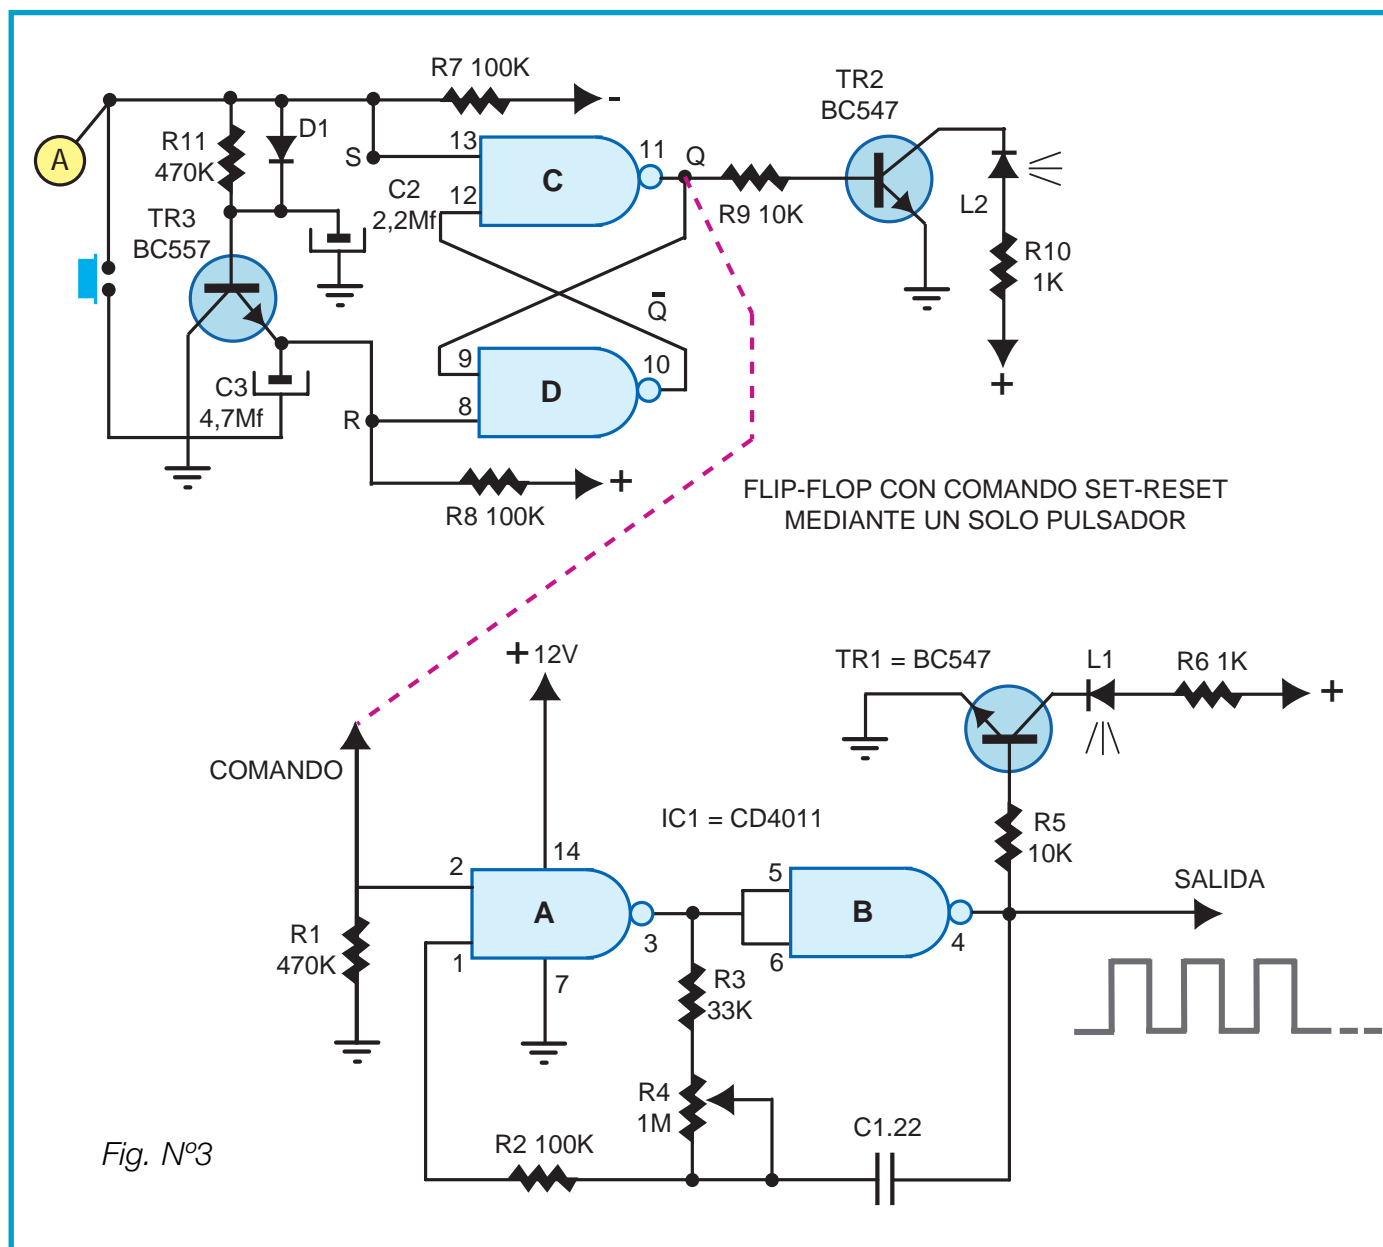 R7 100K
-
TR2
BC547
A
R11
470K
D1
S
13
12
C
11
Q
C2
2,2Mf
R9 10K
L2
R10
1K
+
TR3
BC557
Q̄
9
8
D
10
C3
4,7Mf
R
+
R8 100K
FLIP-FLOP CON COMANDO SET-RESET
MEDIANTE UN SOLO PULSADOR
+ 12V
TR1 = BC547
L1
R6 1K
+
COMANDO
IC1 = CD4011
R5
10K
SALIDA
2
14
A
1
7
3
5
6
B
4
R1
470K
R3
33K
R4
1M
R2 100K
C1.22
Fig. Nº3